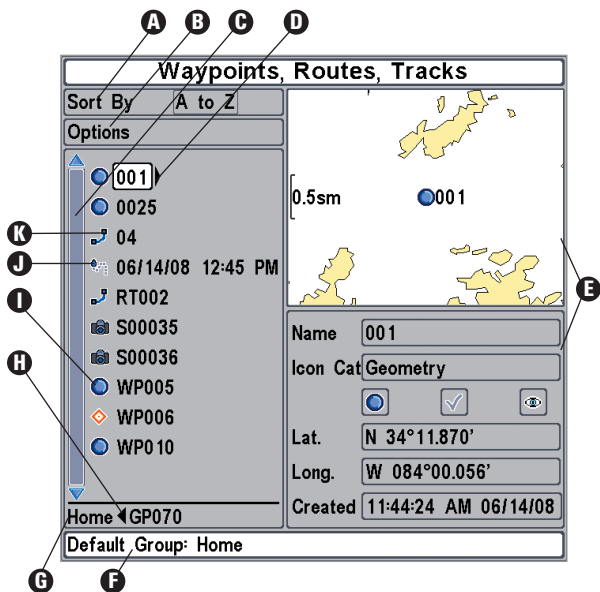 A B C D
Waypoints, Routes, Tracks
Sort By A to Z
Options
001
0025
K 04
J 06/14/08 12:45 PM
RT002
S00035
S00036
I WP005
WP006
WP010
H
Home GP070
G
Default Group: Home
F
0.5sm
001
E
Name 001
Icon Cat Geometry
Lat. N 34°11.870'
Long. W 084°00.056'
Created 11:44:24 AM 06/14/08